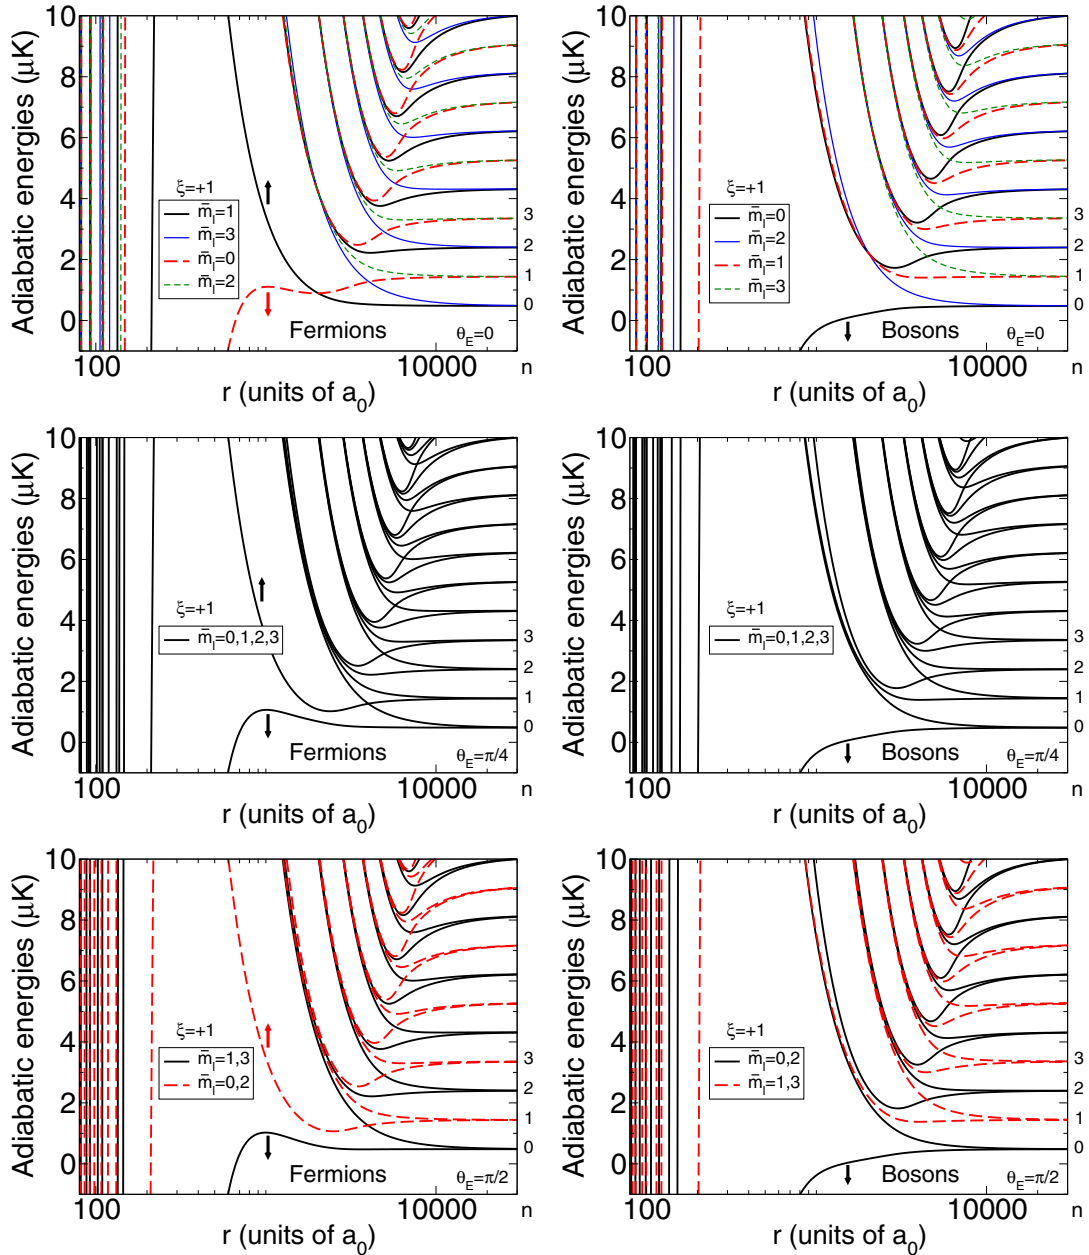 10
8
6
4
2
0
Adiabatic energies (μK)
ξ=+1
m̄ₗ=1
m̄ₗ=3
m̄ₗ=0
m̄ₗ=2
3
2
1
0
n
Fermions
θ_E=0
100
10000
r (units of a₀)
10
8
6
4
2
0
Adiabatic energies (μK)
ξ=+1
m̄ₗ=0
m̄ₗ=2
m̄ₗ=1
m̄ₗ=3
3
2
1
0
n
Bosons
θ_E=0
100
10000
r (units of a₀)
10
8
6
4
2
0
Adiabatic energies (μK)
ξ=+1
m̄ₗ=0,1,2,3
3
2
1
0
n
Fermions
θ_E=π/4
100
10000
r (units of a₀)
10
8
6
4
2
0
Adiabatic energies (μK)
ξ=+1
m̄ₗ=0,1,2,3
3
2
1
0
n
Bosons
θ_E=π/4
100
10000
r (units of a₀)
10
8
6
4
2
0
Adiabatic energies (μK)
ξ=+1
m̄ₗ=1,3
m̄ₗ=0,2
3
2
1
0
n
Fermions
θ_E=π/2
100
10000
r (units of a₀)
10
8
6
4
2
0
Adiabatic energies (μK)
ξ=+1
m̄ₗ=0,2
m̄ₗ=1,3
3
2
1
0
n
Bosons
θ_E=π/2
100
10000
r (units of a₀)